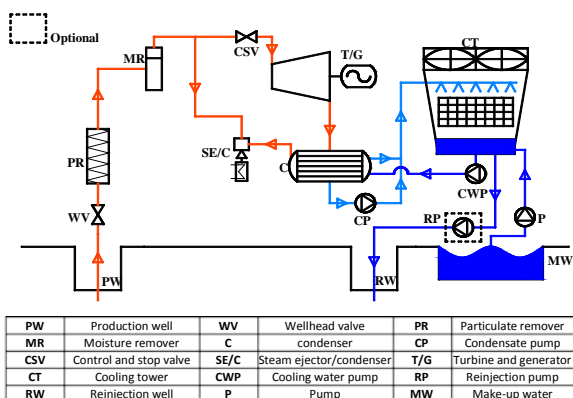 Optional
MR
CSV
T/G
CT
PR
SE/C
C
WV
CP
CWP
RP
P
PW
RW
MW
PW Production well WV Wellhead valve PR Particulate remover
MR Moisture remover C condenser CP Condensate pump
CSV Control and stop valve SE/C Steam ejector/condenser T/G Turbine and generator
CT Cooling tower CWP Cooling water pump RP Reinjection pump
RW Reinjection well P Pump MW Make-up water